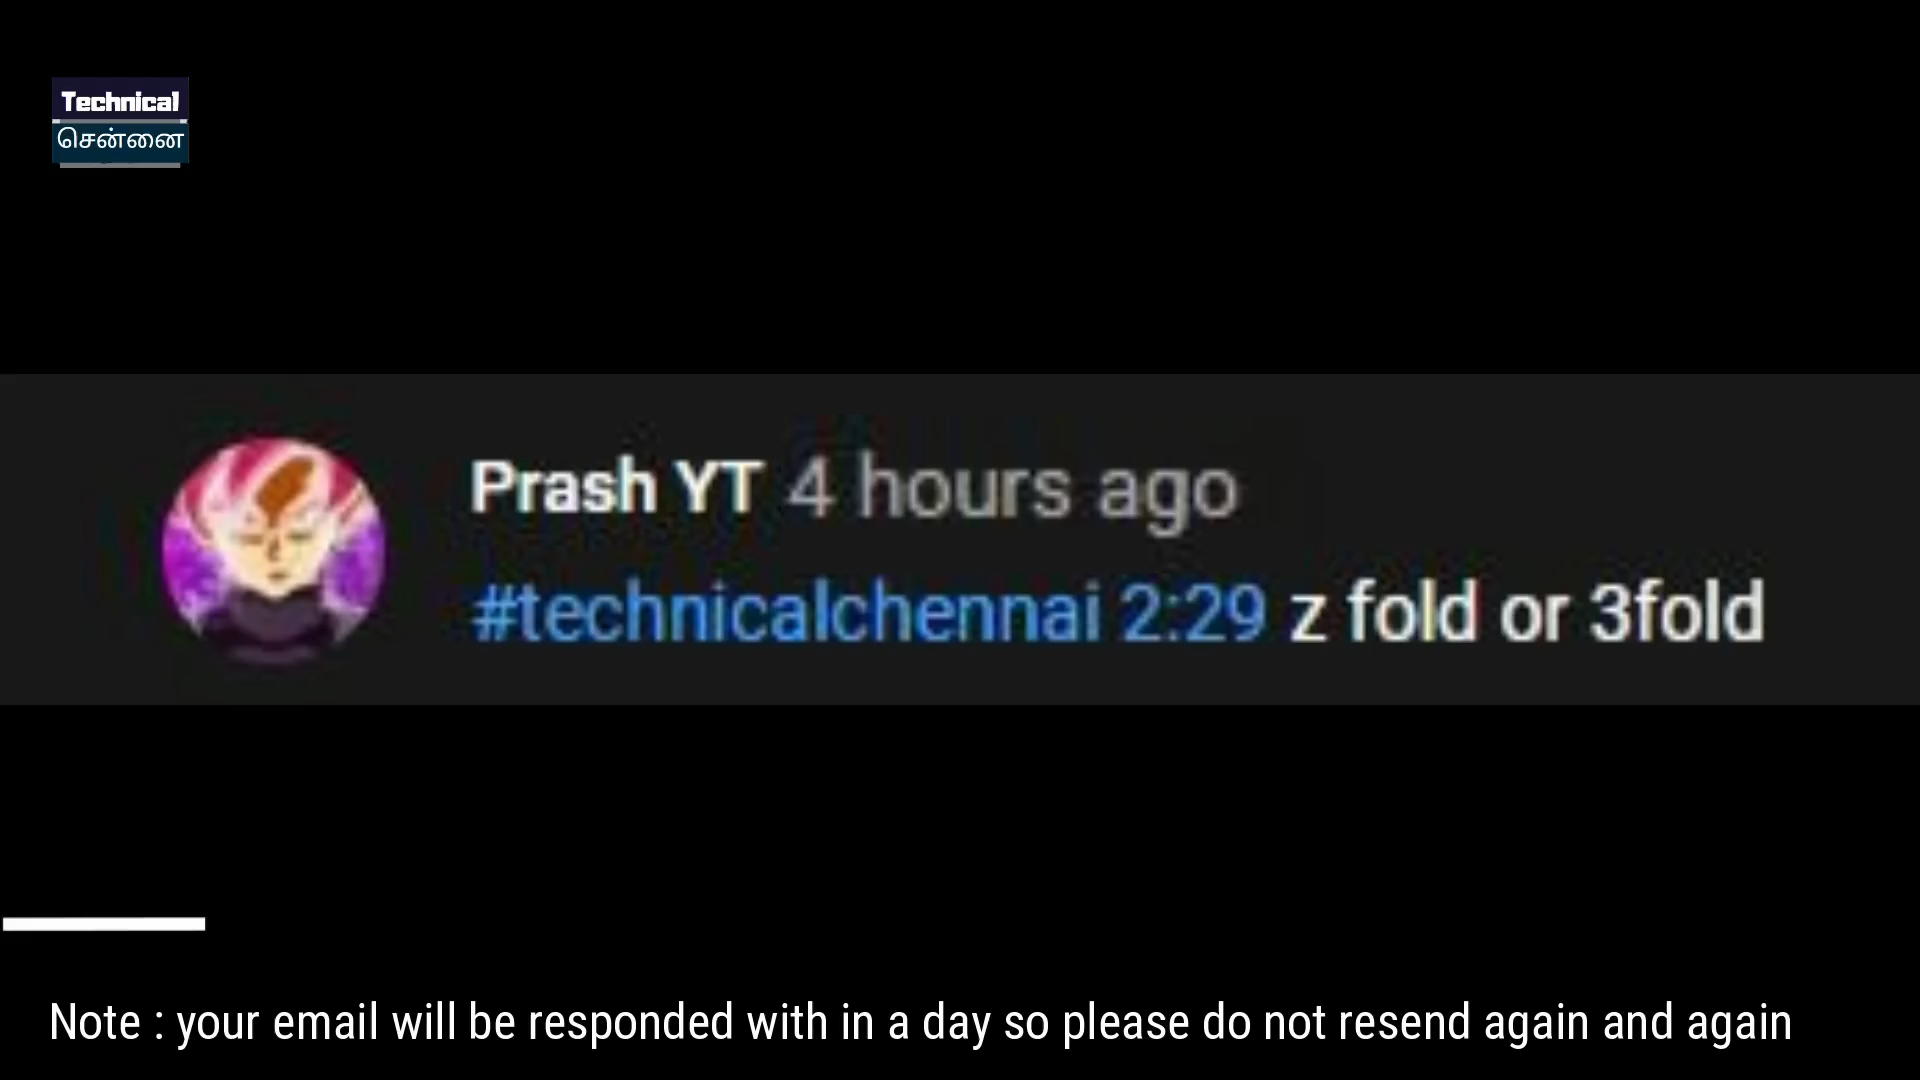 Technical
சென்னை
Prash YT 4 hours ago
#technicalchennai 2:29 z fold or 3fold
Note : your email will be responded with in a day so please do not resend again and again